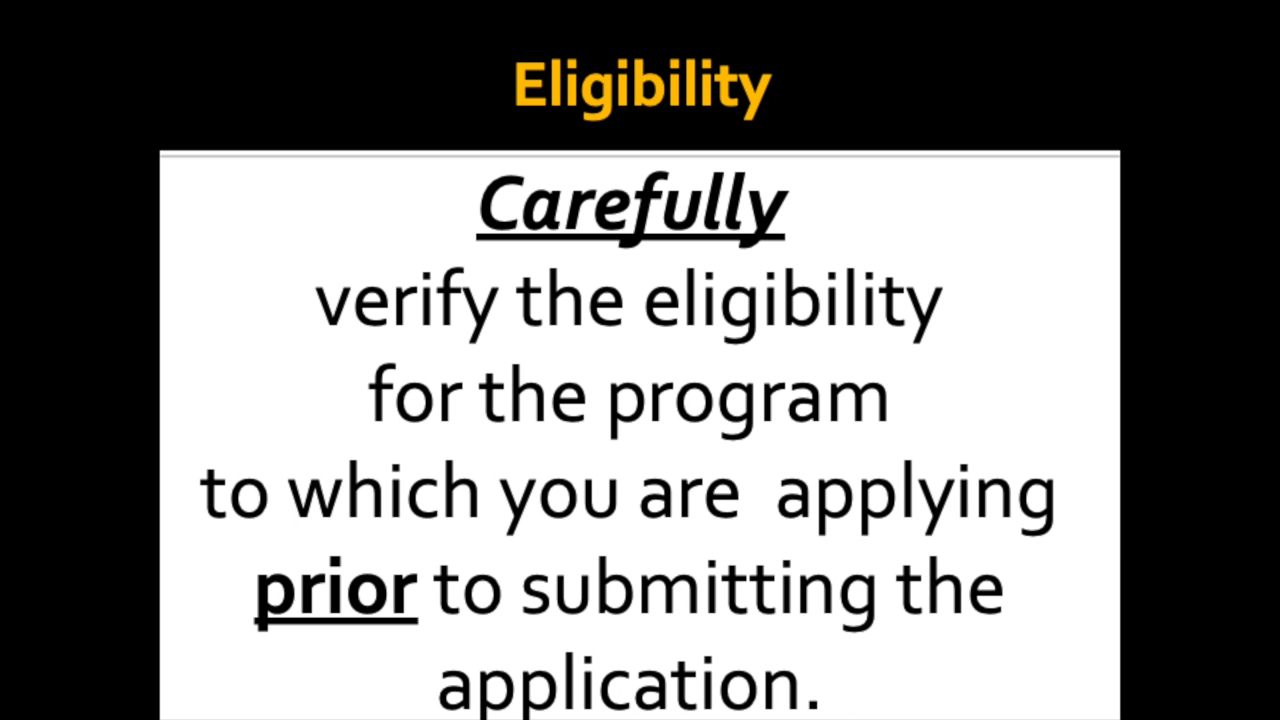 Eligibility
Carefully
verify the eligibility
for the program
to which you are  applying
prior to submitting the
application.